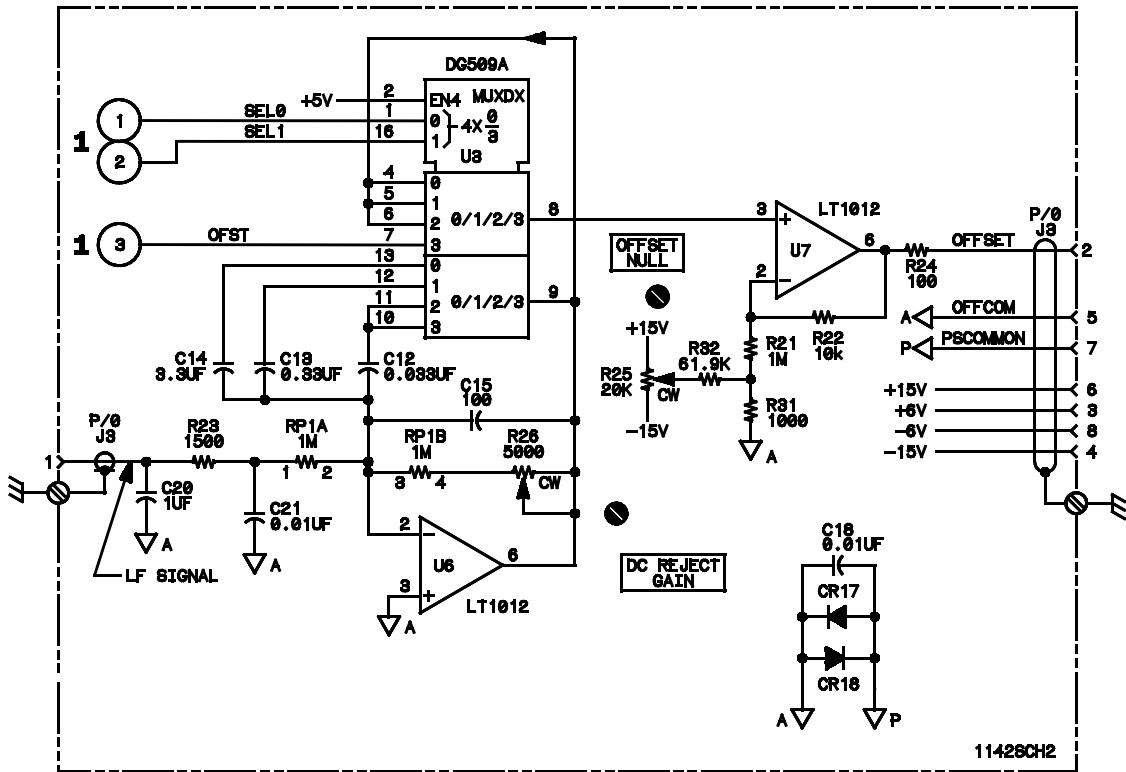 DG509A
+5V
2
EN4 MUXDX
SEL0
1
0
4X 0/3
SEL1
16
1
U3
1
1
2
4
0
5
1
6
2
0/1/2/3
8
1
3
OFST
7
3
13
0
12
1
11
2
0/1/2/3
9
10
3
C14
3.3UF
C13
0.33UF
C12
0.033UF
C15
100
P/O
J3
1
R23
1500
RP1A
1M
1 2
RP1B
1M
3 4
R26
5000
CW
C20
1UF
A
C21
0.01UF
A
LF SIGNAL
2
−
U6
6
3
+
LT1012
A
OFFSET
NULL
+15V
R25
20K
CW
−15V
R32
61.9K
DC REJECT
GAIN
3
+
LT1012
U7
6
2
−
R21
1M
R22
10k
R31
1000
A
R24
100
P/O
J3
OFFSET
2
A
OFFCOM
5
P
PSCOMMON
7
+15V
6
+6V
3
−6V
8
−15V
4
C18
0.01UF
CR17
CR18
A
P
1142SCH2